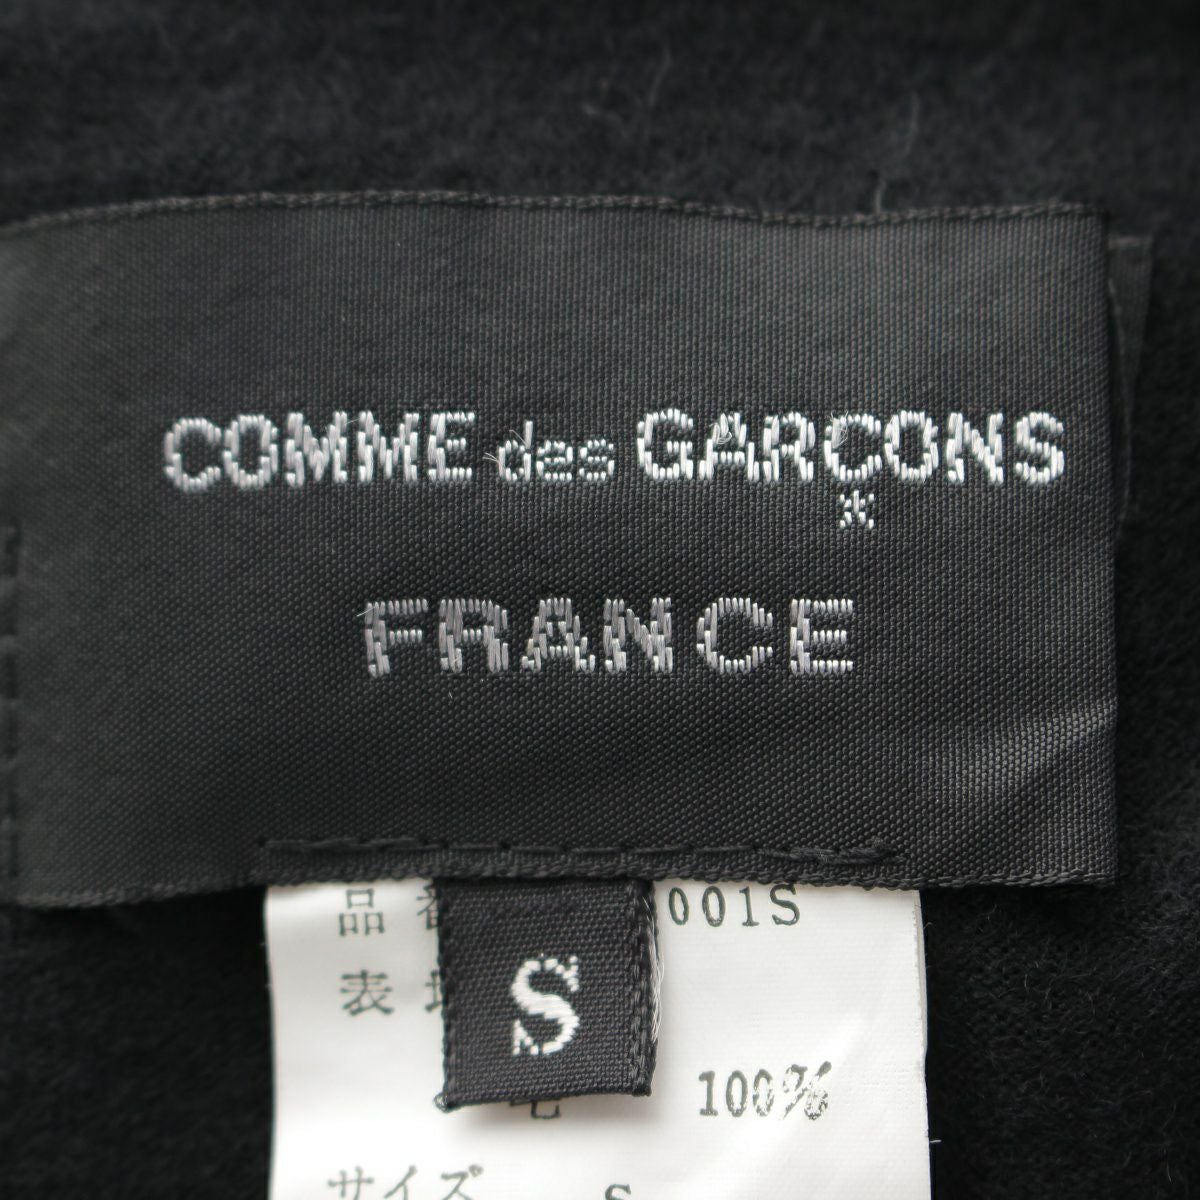 COMME des GARÇONS
FRANCE
S
品 001S
表
100%
サイズ S